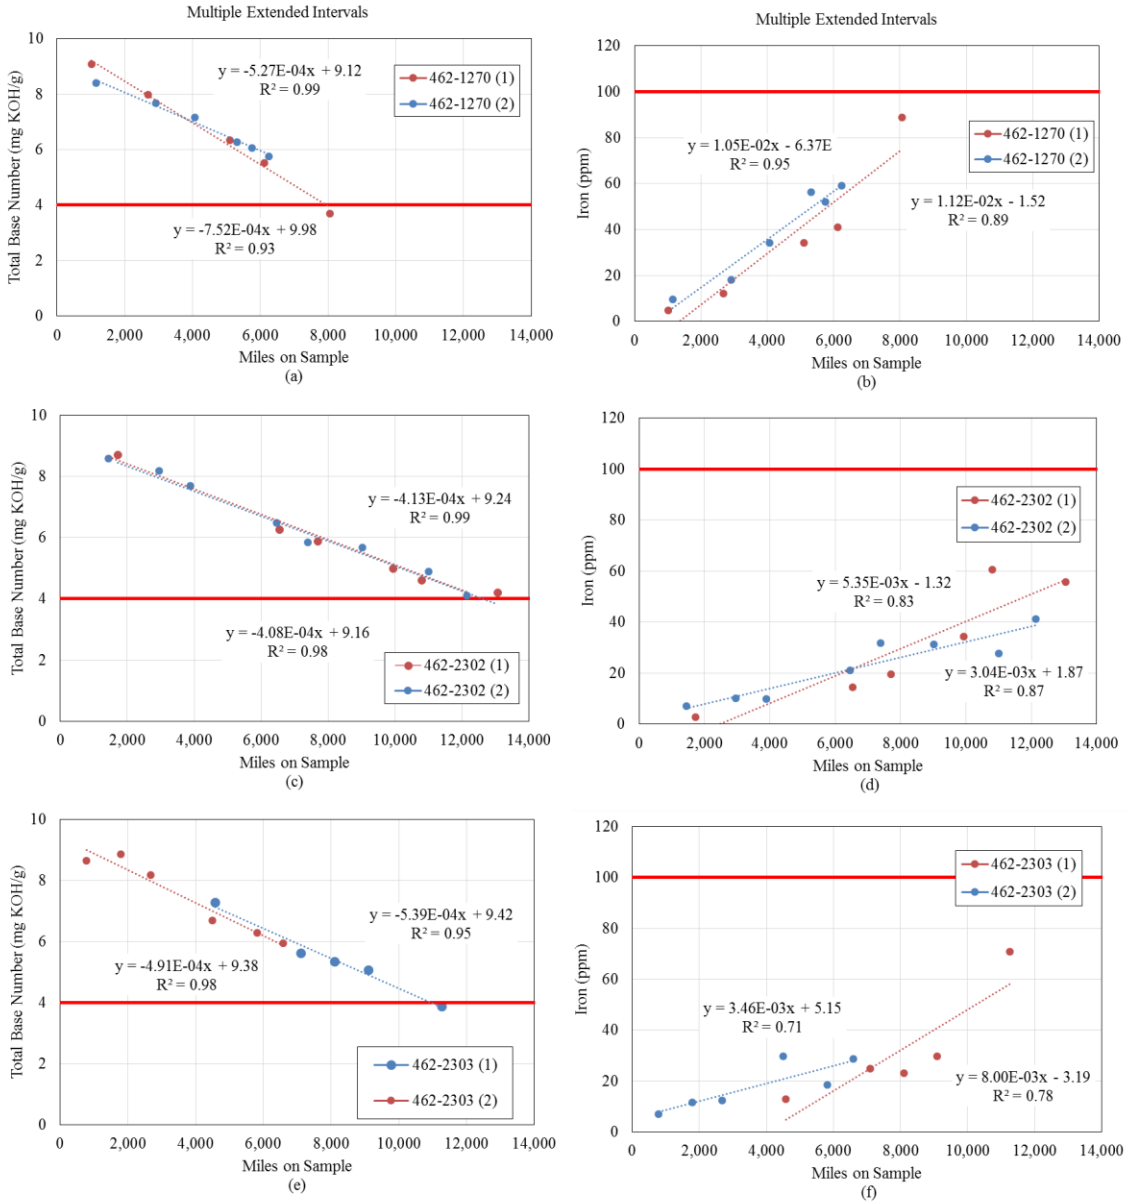 Multiple Extended Intervals
10
8
6
4
2
0
Total Base Number (mg KOH/g)
y = -5.27E-04x + 9.12
R² = 0.99
462-1270 (1)
462-1270 (2)
y = -7.52E-04x + 9.98
R² = 0.93
0 2,000 4,000 6,000 8,000 10,000 12,000 14,000
Miles on Sample
(a)
Multiple Extended Intervals
120
100
80
60
40
20
0
Iron (ppm)
y = 1.05E-02x - 6.37E
R² = 0.95
462-1270 (1)
462-1270 (2)
y = 1.12E-02x - 1.52
R² = 0.89
0 2,000 4,000 6,000 8,000 10,000 12,000 14,000
Miles on Sample
(b)
10
8
6
4
2
0
Total Base Number (mg KOH/g)
y = -4.13E-04x + 9.24
R² = 0.99
y = -4.08E-04x + 9.16
R² = 0.98
462-2302 (1)
462-2302 (2)
0 2,000 4,000 6,000 8,000 10,000 12,000 14,000
Miles on Sample
(c)
120
100
80
60
40
20
0
Iron (ppm)
462-2302 (1)
462-2302 (2)
y = 5.35E-03x - 1.32
R² = 0.83
y = 3.04E-03x + 1.87
R² = 0.87
0 2,000 4,000 6,000 8,000 10,000 12,000 14,000
Miles on Sample
(d)
10
8
6
4
2
0
Total Base Number (mg KOH/g)
y = -5.39E-04x + 9.42
R² = 0.95
y = -4.91E-04x + 9.38
R² = 0.98
462-2303 (1)
462-2303 (2)
0 2,000 4,000 6,000 8,000 10,000 12,000 14,000
Miles on Sample
(e)
120
100
80
60
40
20
0
Iron (ppm)
462-2303 (1)
462-2303 (2)
y = 3.46E-03x + 5.15
R² = 0.71
y = 8.00E-03x - 3.19
R² = 0.78
0 2,000 4,000 6,000 8,000 10,000 12,000 14,000
Miles on Sample
(f)